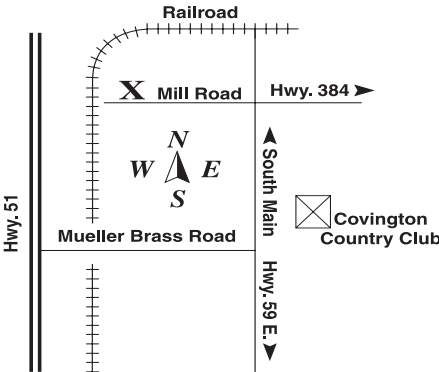 Railroad
X Mill Road
Hwy. 384
N
W E
S
South Main
Hwy. 51
Covington
Country Club
Mueller Brass Road
Hwy. 59 E.